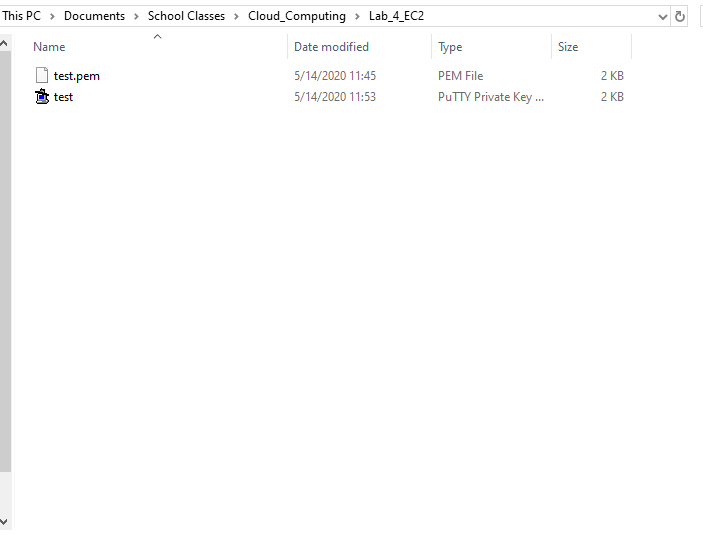 This PC > Documents > School Classes > Cloud_Computing > Lab_4_EC2
Name Date modified Type Size
test.pem 5/14/2020 11:45 PEM File 2 KB
test 5/14/2020 11:53 PuTTY Private Key ... 2 KB